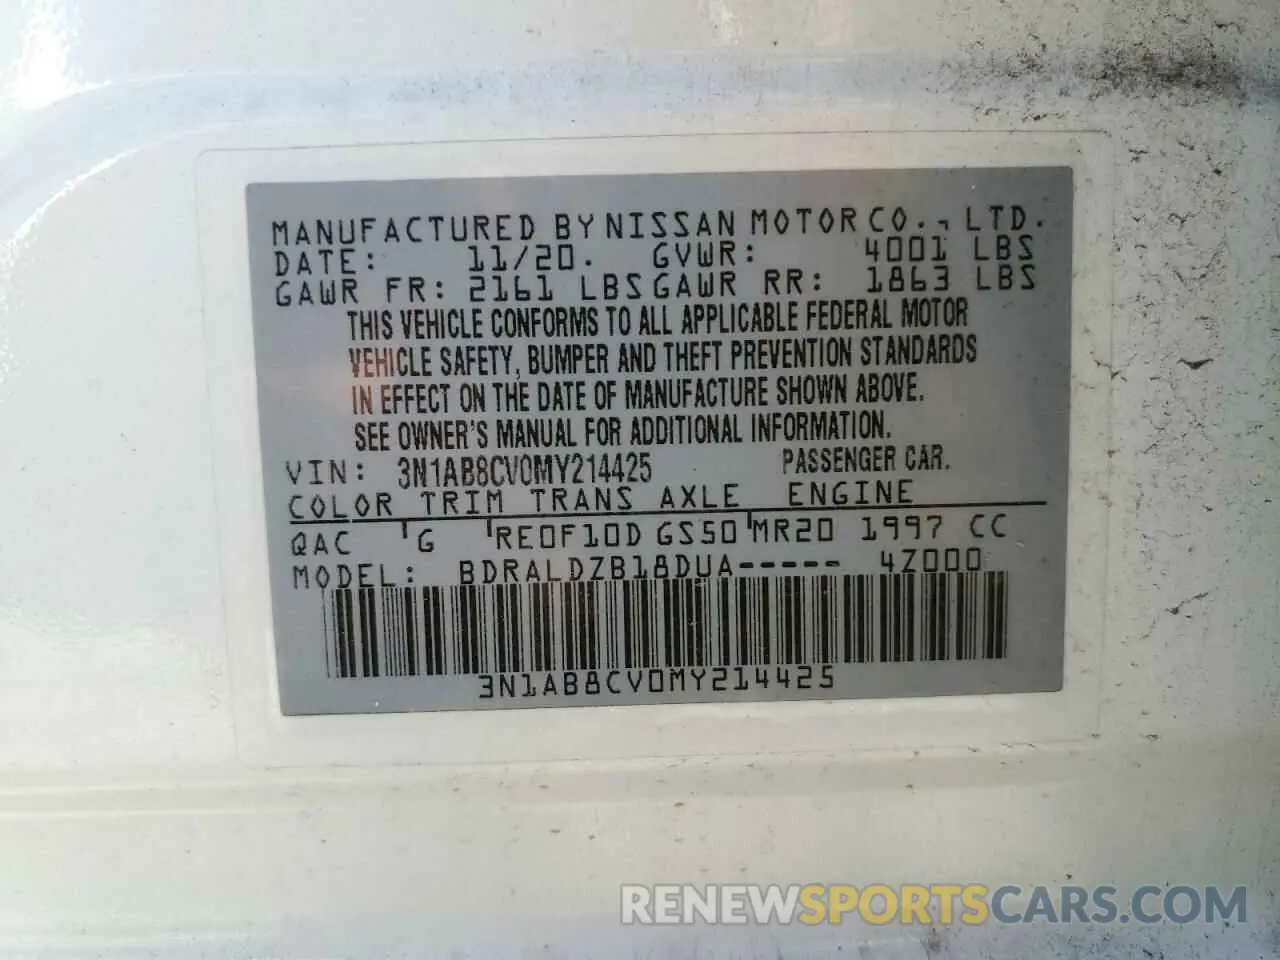 MANUFACTURED BY NISSAN MOTOR CO., LTD.
DATE: 11/20. GVWR: 4001 LBS
GAWR FR: 2161 LBS GAWR RR: 1863 LBS
THIS VEHICLE CONFORMS TO ALL APPLICABLE FEDERAL MOTOR
VEHICLE SAFETY, BUMPER AND THEFT PREVENTION STANDARDS
IN EFFECT ON THE DATE OF MANUFACTURE SHOWN ABOVE.
SEE OWNER'S MANUAL FOR ADDITIONAL INFORMATION.
VIN: 3N1AB8CV0MY214425 PASSENGER CAR.
COLOR TRIM TRANS AXLE ENGINE
QAC G RE0F10D GS50 MR20 1997 CC
MODEL: BDRALDZB18DUA----- 4Z000
3N1AB8CV0MY214425
RENEWSPORTSCARS.COM